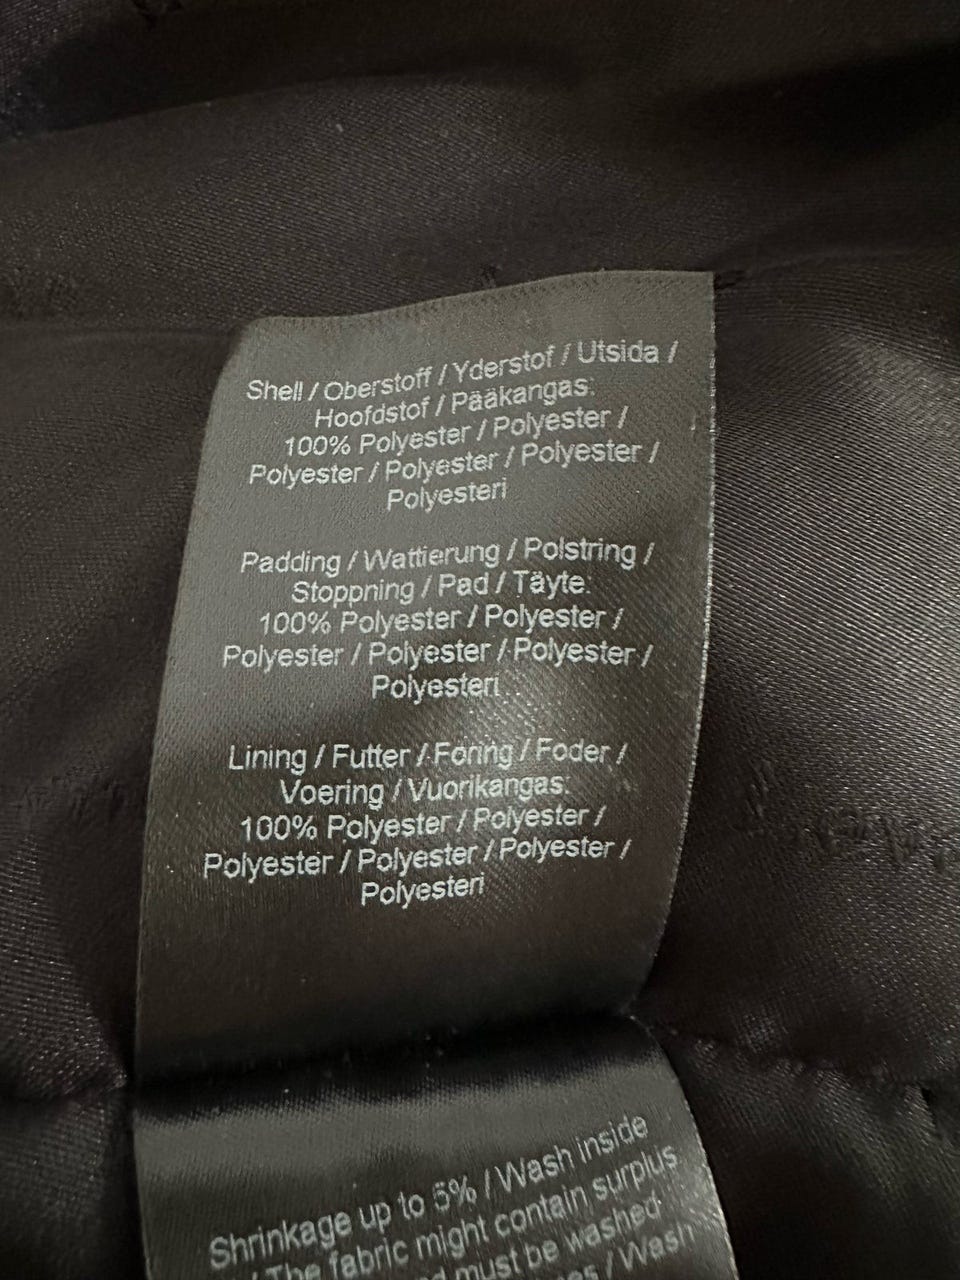 Shell / Oberstoff / Yderstof / Utsida /
Hoofdstof / Pääkangas:
100% Polyester / Polyester /
Polyester / Polyester / Polyester /
Polyesteri
Padding / Wattierung / Polstring /
Stoppning / Pad / Täyte:
100% Polyester / Polyester /
Polyester / Polyester / Polyester /
Polyesteri
Lining / Futter / Foring / Foder /
Voering / Vuorikangas:
100% Polyester / Polyester /
Polyester / Polyester / Polyester /
Polyesteri
Shrinkage up to 5% / Wash inside
/ The fabric might contain surplus
must be washed
/ Wash